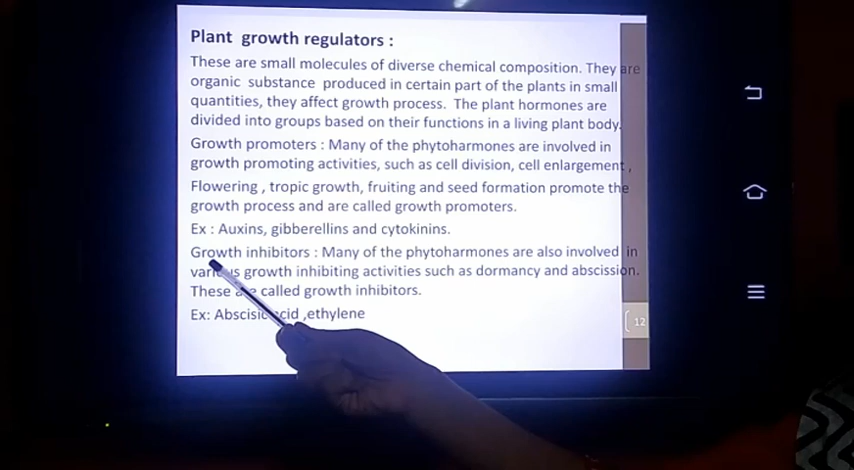 Plant growth regulators :
These are small molecules of diverse chemical composition. They are
organic substance produced in certain part of the plants in small
quantities, they affect growth process. The plant hormones are
divided into groups based on their functions in a living plant body.
Growth promoters : Many of the phytoharmones are involved in
growth promoting activities, such as cell division, cell enlargement ,
Flowering , tropic growth, fruiting and seed formation promote the
growth process and are called growth promoters.
Ex : Auxins, gibberellins and cytokinins.
Growth inhibitors : Many of the phytoharmones are also involved in
various growth inhibiting activities such as dormancy and abscission.
These are called growth inhibitors.
Ex: Abscisic acid ,ethylene
12